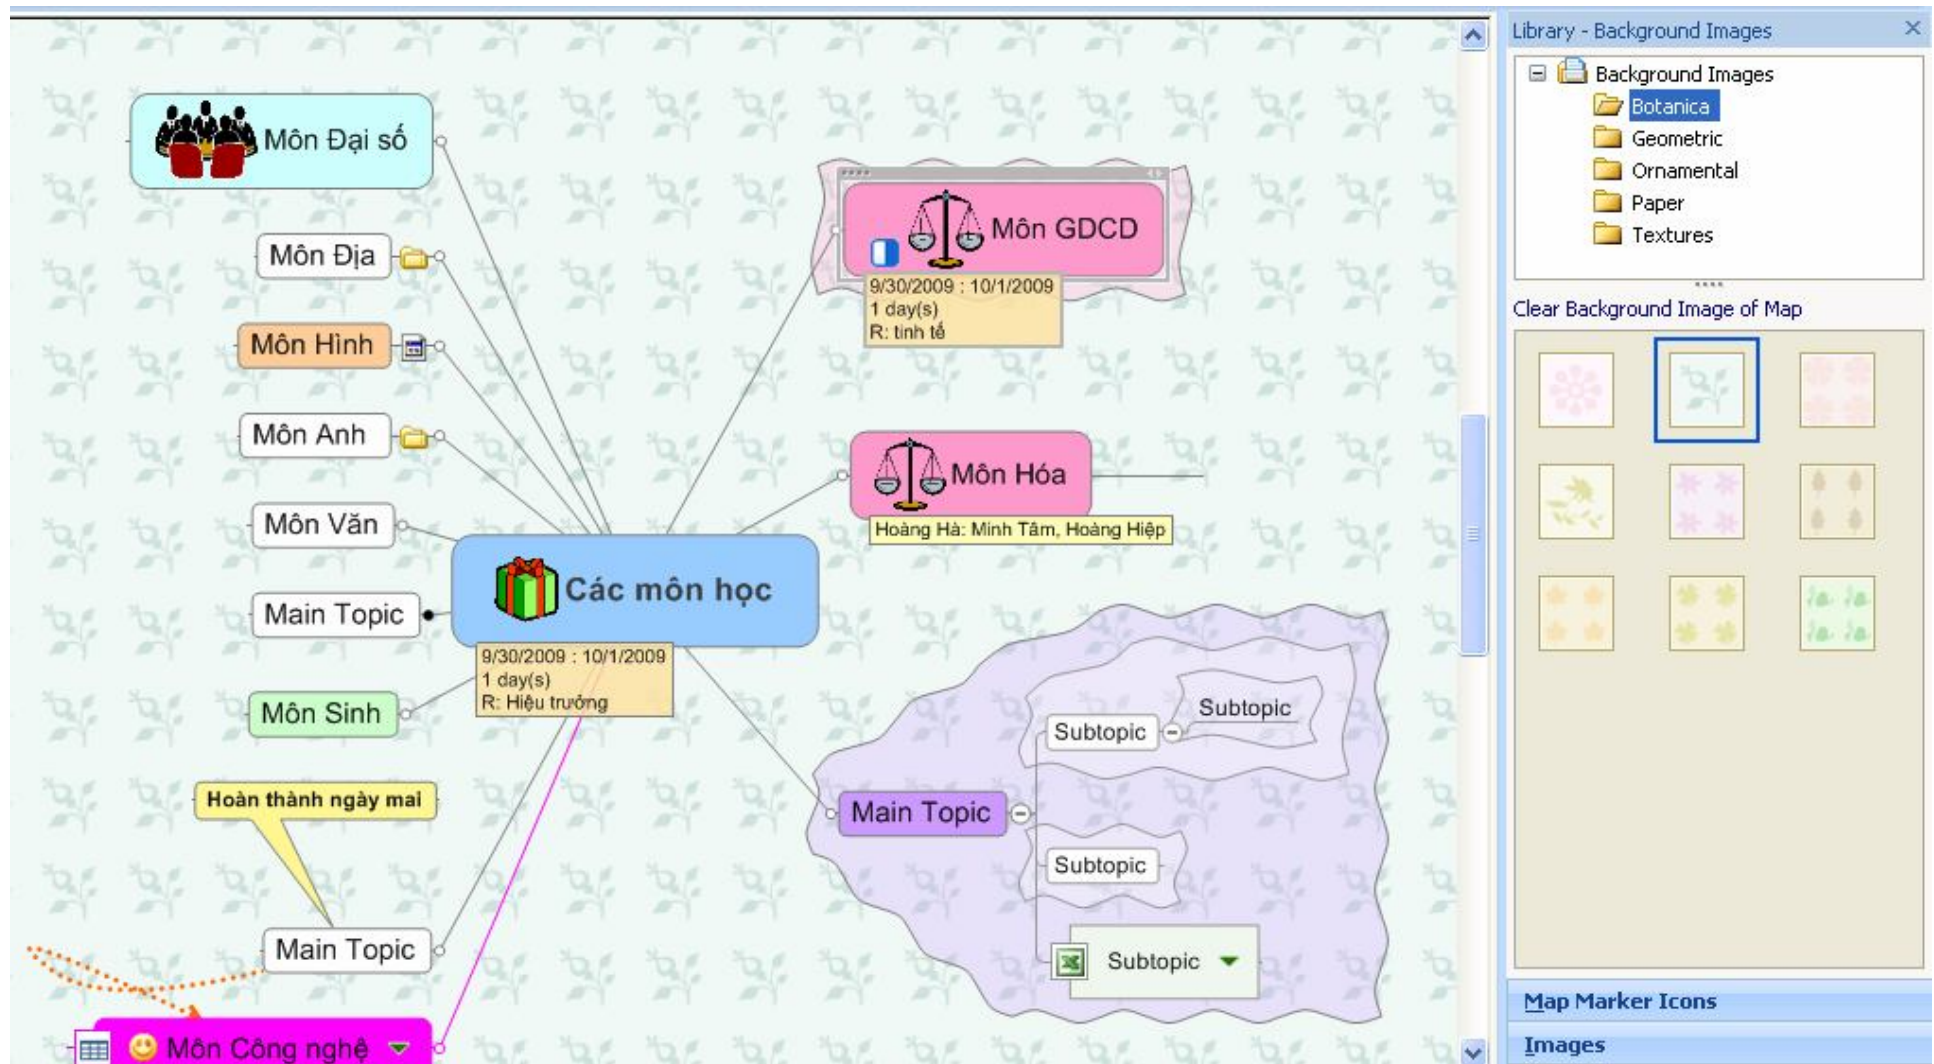 Môn Đại số
Môn Địa
Môn Hình
Môn Anh
Môn Văn
Main Topic
Môn Sinh
Hoàn thành ngày mai
Main Topic
Môn Công nghệ
Các môn học
9/30/2009 : 10/1/2009
1 day(s)
R: Hiệu trưởng
Môn GDCD
9/30/2009 : 10/1/2009
1 day(s)
R: tinh tế
Môn Hóa
Hoàng Hà: Minh Tâm, Hoàng Hiệp
Main Topic
Subtopic
Subtopic
Subtopic
Subtopic
Library - Background Images
Background Images
Botanica
Geometric
Ornamental
Paper
Textures
Clear Background Image of Map
Map Marker Icons
Images